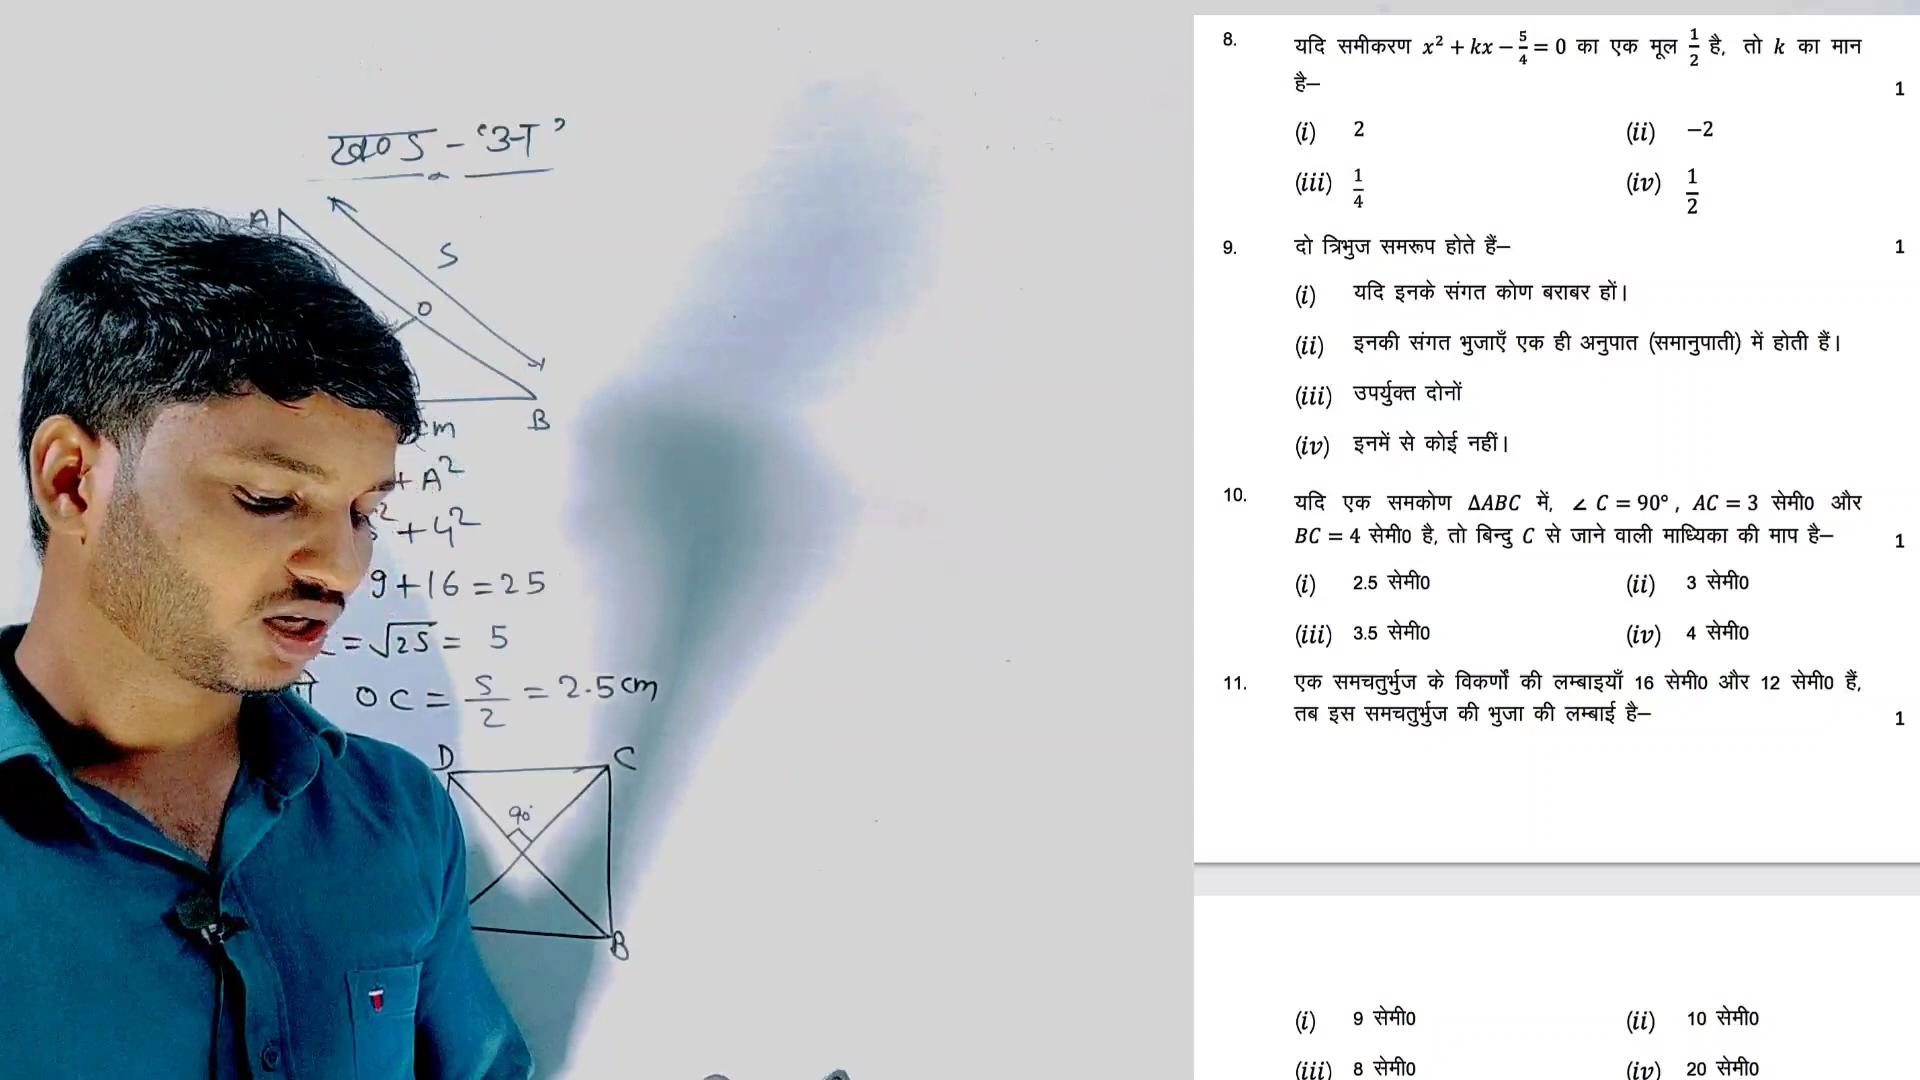 खण्ड - 'अ'
A
S
O
B
cm
+ A²
² + 4²
9 + 16 = 25
= √25 = 5
OC = 5/2 = 2.5 cm
D C
90°
B
8. यदि समीकरण x² + kx − 5/4 = 0 का एक मूल 1/2 है, तो k का मान
है–
1
(i) 2 (ii) −2
(iii) 1/4 (iv) 1/2
9. दो त्रिभुज समरूप होते हैं– 1
(i) यदि इनके संगत कोण बराबर हों।
(ii) इनकी संगत भुजाएँ एक ही अनुपात (समानुपाती) में होती हैं।
(iii) उपर्युक्त दोनों
(iv) इनमें से कोई नहीं।
10. यदि एक समकोण ΔABC में, ∠ C = 90°, AC = 3 सेमी0 और
BC = 4 सेमी0 है, तो बिन्दु C से जाने वाली माध्यिका की माप है– 1
(i) 2.5 सेमी0 (ii) 3 सेमी0
(iii) 3.5 सेमी0 (iv) 4 सेमी0
11. एक समचतुर्भुज के विकर्णों की लम्बाइयाँ 16 सेमी0 और 12 सेमी0 हैं,
तब इस समचतुर्भुज की भुजा की लम्बाई है– 1
(i) 9 सेमी0 (ii) 10 सेमी0
(iii) 8 सेमी0 (iv) 20 सेमी0